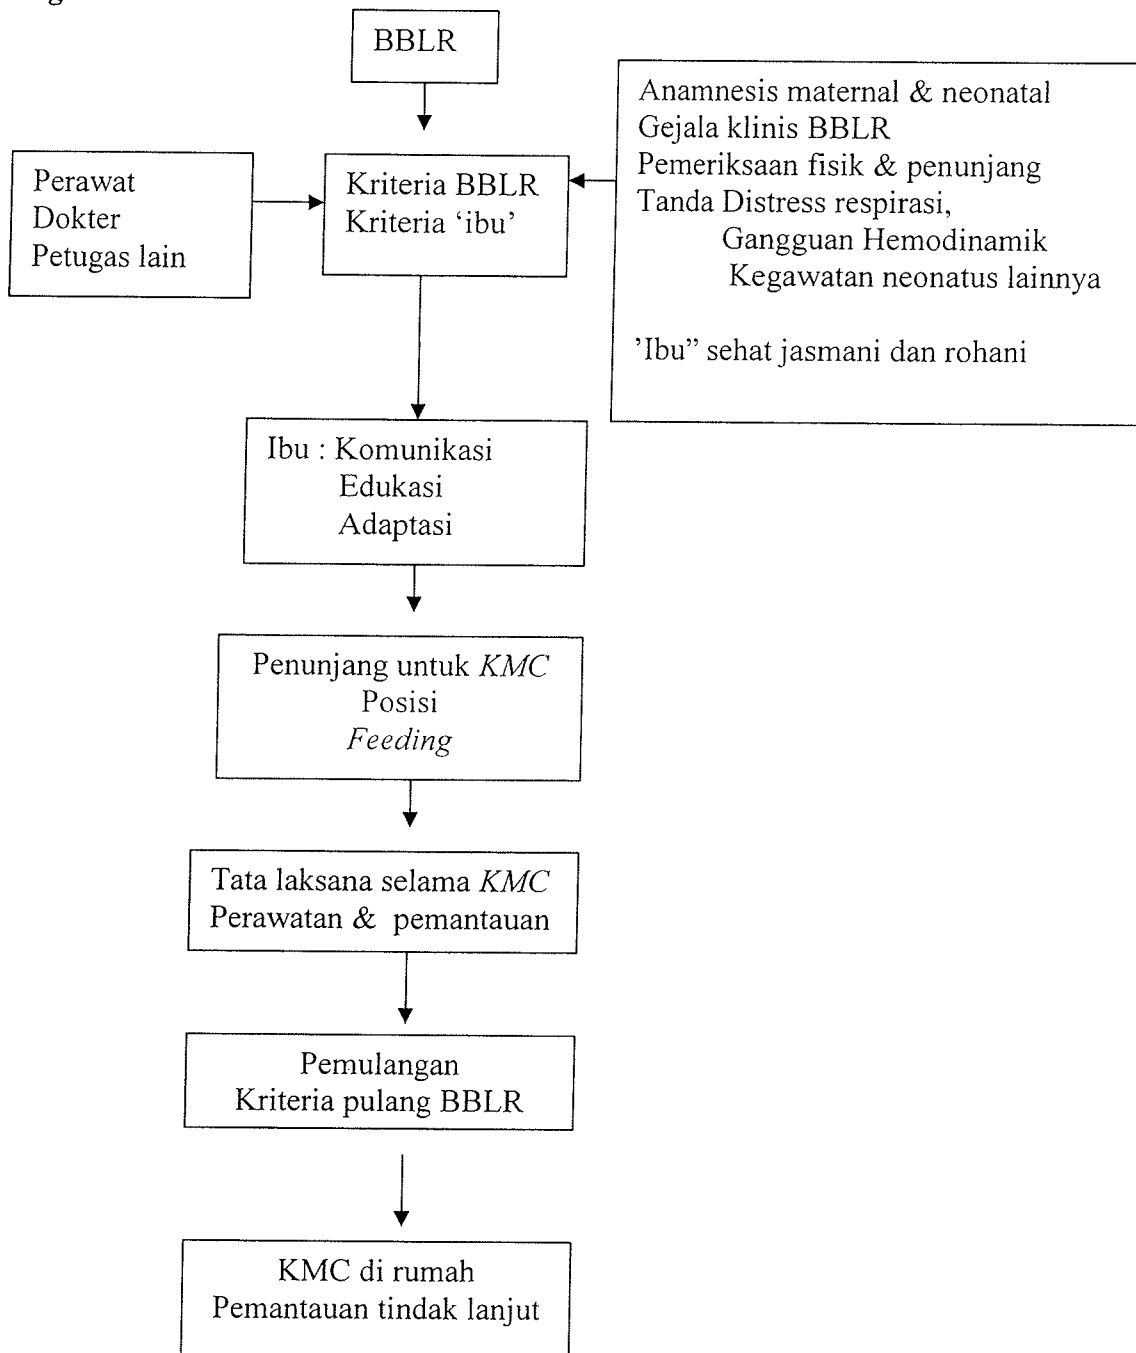 g
BBLR
Anamnesis maternal & neonatal
Gejala klinis BBLR
Pemeriksaan fisik & penunjang
Tanda Distress respirasi,
Gangguan Hemodinamik
Kegawatan neonatus lainnya
'Ibu” sehat jasmani dan rohani
Perawat
Dokter
Petugas lain
Kriteria BBLR
Kriteria ‘ibu’
Ibu : Komunikasi
Edukasi
Adaptasi
Penunjang untuk KMC
Posisi
Feeding
Tata laksana selama KMC
Perawatan & pemantauan
Pemulangan
Kriteria pulang BBLR
KMC di rumah
Pemantauan tindak lanjut